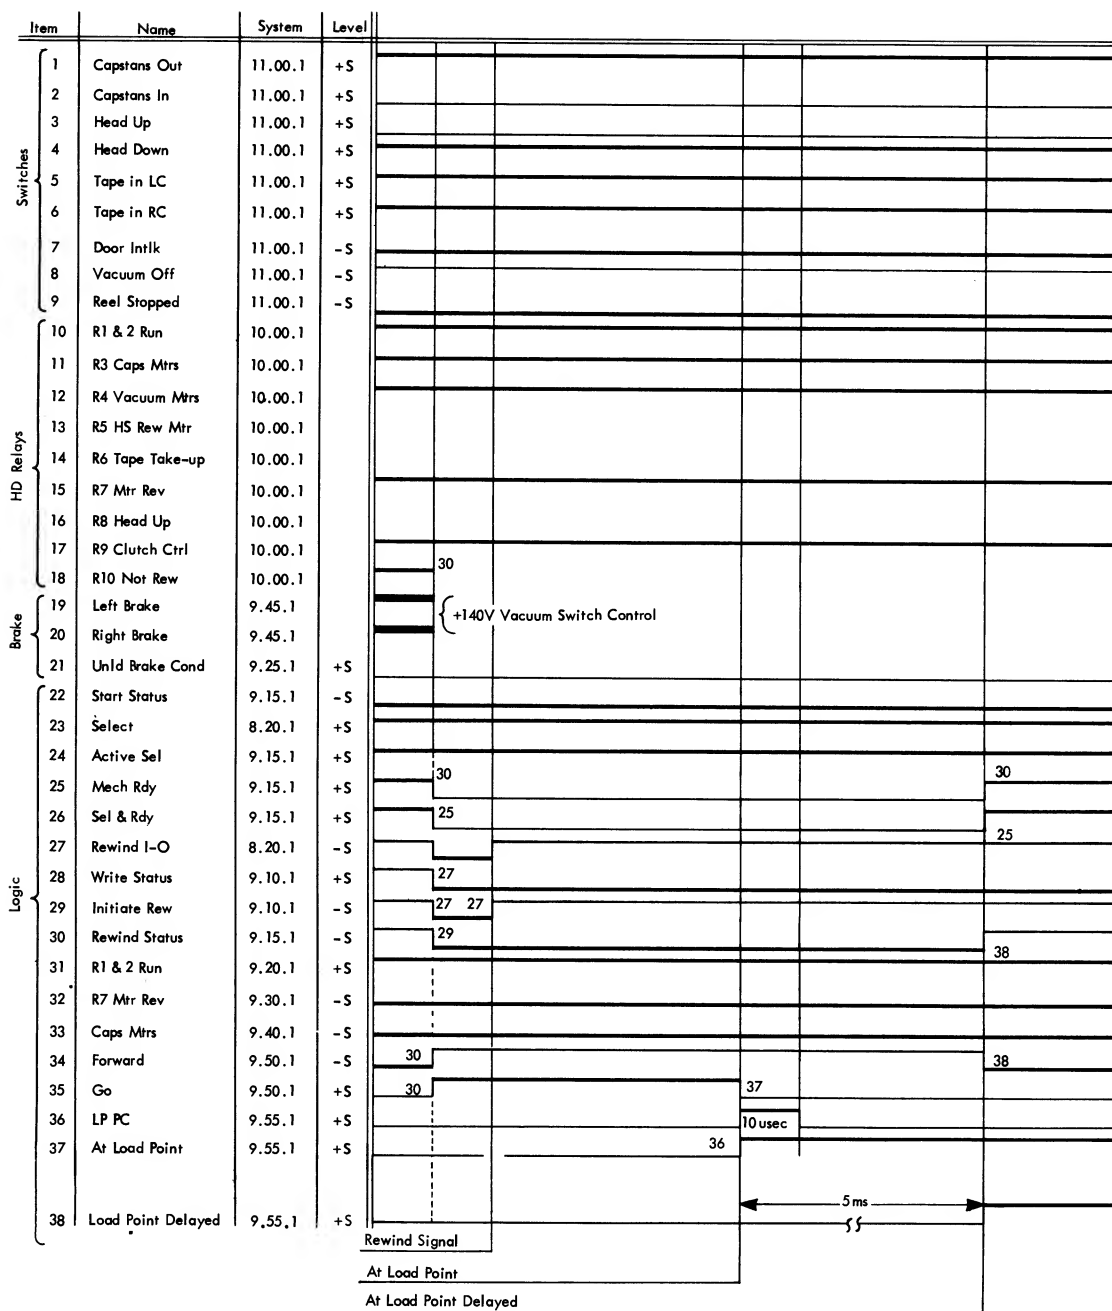 Item Name System Level
Switches
1 Capstans Out 11.00.1 +S
2 Capstans In 11.00.1 +S
3 Head Up 11.00.1 +S
4 Head Down 11.00.1 +S
5 Tape in LC 11.00.1 +S
6 Tape in RC 11.00.1 +S
7 Door Intlk 11.00.1 -S
8 Vacuum Off 11.00.1 -S
9 Reel Stopped 11.00.1 -S
HD Relays
10 R1 & 2 Run 10.00.1
11 R3 Caps Mtrs 10.00.1
12 R4 Vacuum Mtrs 10.00.1
13 R5 HS Rew Mtr 10.00.1
14 R6 Tape Take-up 10.00.1
15 R7 Mtr Rev 10.00.1
16 R8 Head Up 10.00.1
17 R9 Clutch Ctrl 10.00.1
18 R10 Not Rew 10.00.1 30
Brake
19 Left Brake 9.45.1
+140V Vacuum Switch Control
20 Right Brake 9.45.1
21 Unld Brake Cond 9.25.1 +S
Logic
22 Start Status 9.15.1 -S
23 Select 8.20.1 +S
24 Active Sel 9.15.1 +S
25 Mech Rdy 9.15.1 +S 30 30
26 Sel & Rdy 9.15.1 +S 25 25
27 Rewind I-O 8.20.1 -S
28 Write Status 9.10.1 +S 27
29 Initiate Rew 9.10.1 -S 27 27
30 Rewind Status 9.15.1 -S 29 38
31 R1 & 2 Run 9.20.1 +S
32 R7 Mtr Rev 9.30.1 -S
33 Caps Mtrs 9.40.1 -S
34 Forward 9.50.1 -S 30 38
35 Go 9.50.1 +S 30 37
36 LP PC 9.55.1 +S 10 usec
37 At Load Point 9.55.1 +S 36
5 ms
38 Load Point Delayed 9.55.1 +S
Rewind Signal
At Load Point
At Load Point Delayed